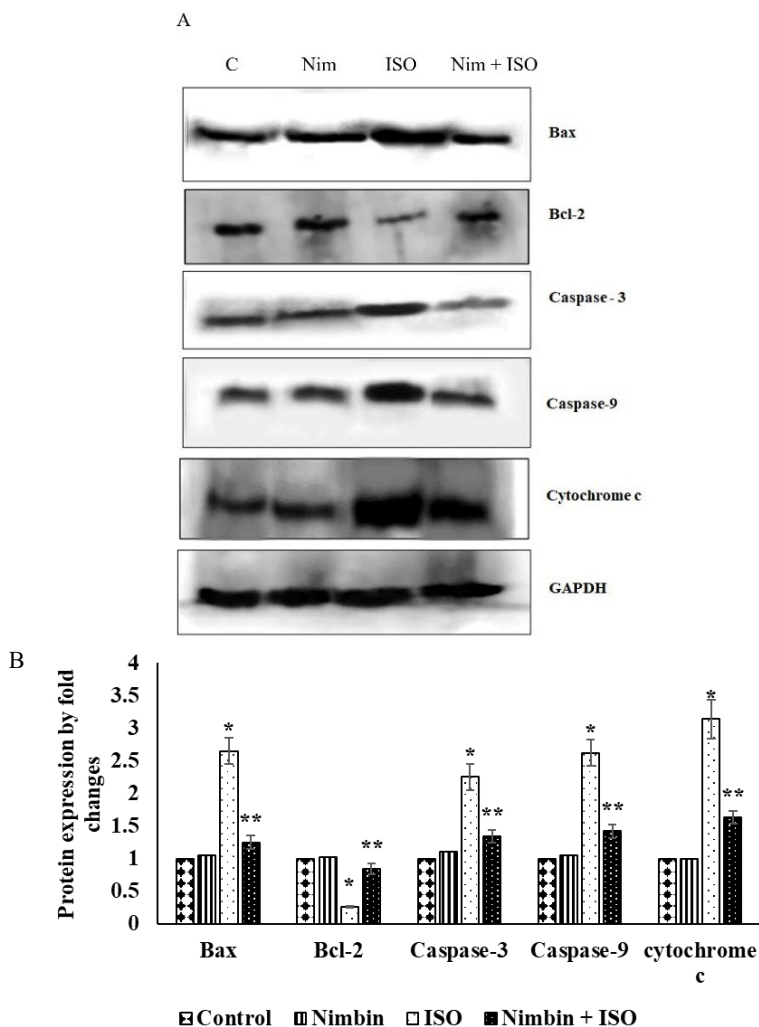 A
C Nim ISO Nim + ISO
Bax
Bcl-2
Caspase - 3
Caspase-9
Cytochrome c
GAPDH
B
Protein expression by fold
changes
4
3.5
3
2.5
2
1.5
1
0.5
0
*
**
*
**
*
**
*
**
*
**
Bax Bcl-2 Caspase-3 Caspase-9 cytochrome
c
Control Nimbin ISO Nimbin + ISO